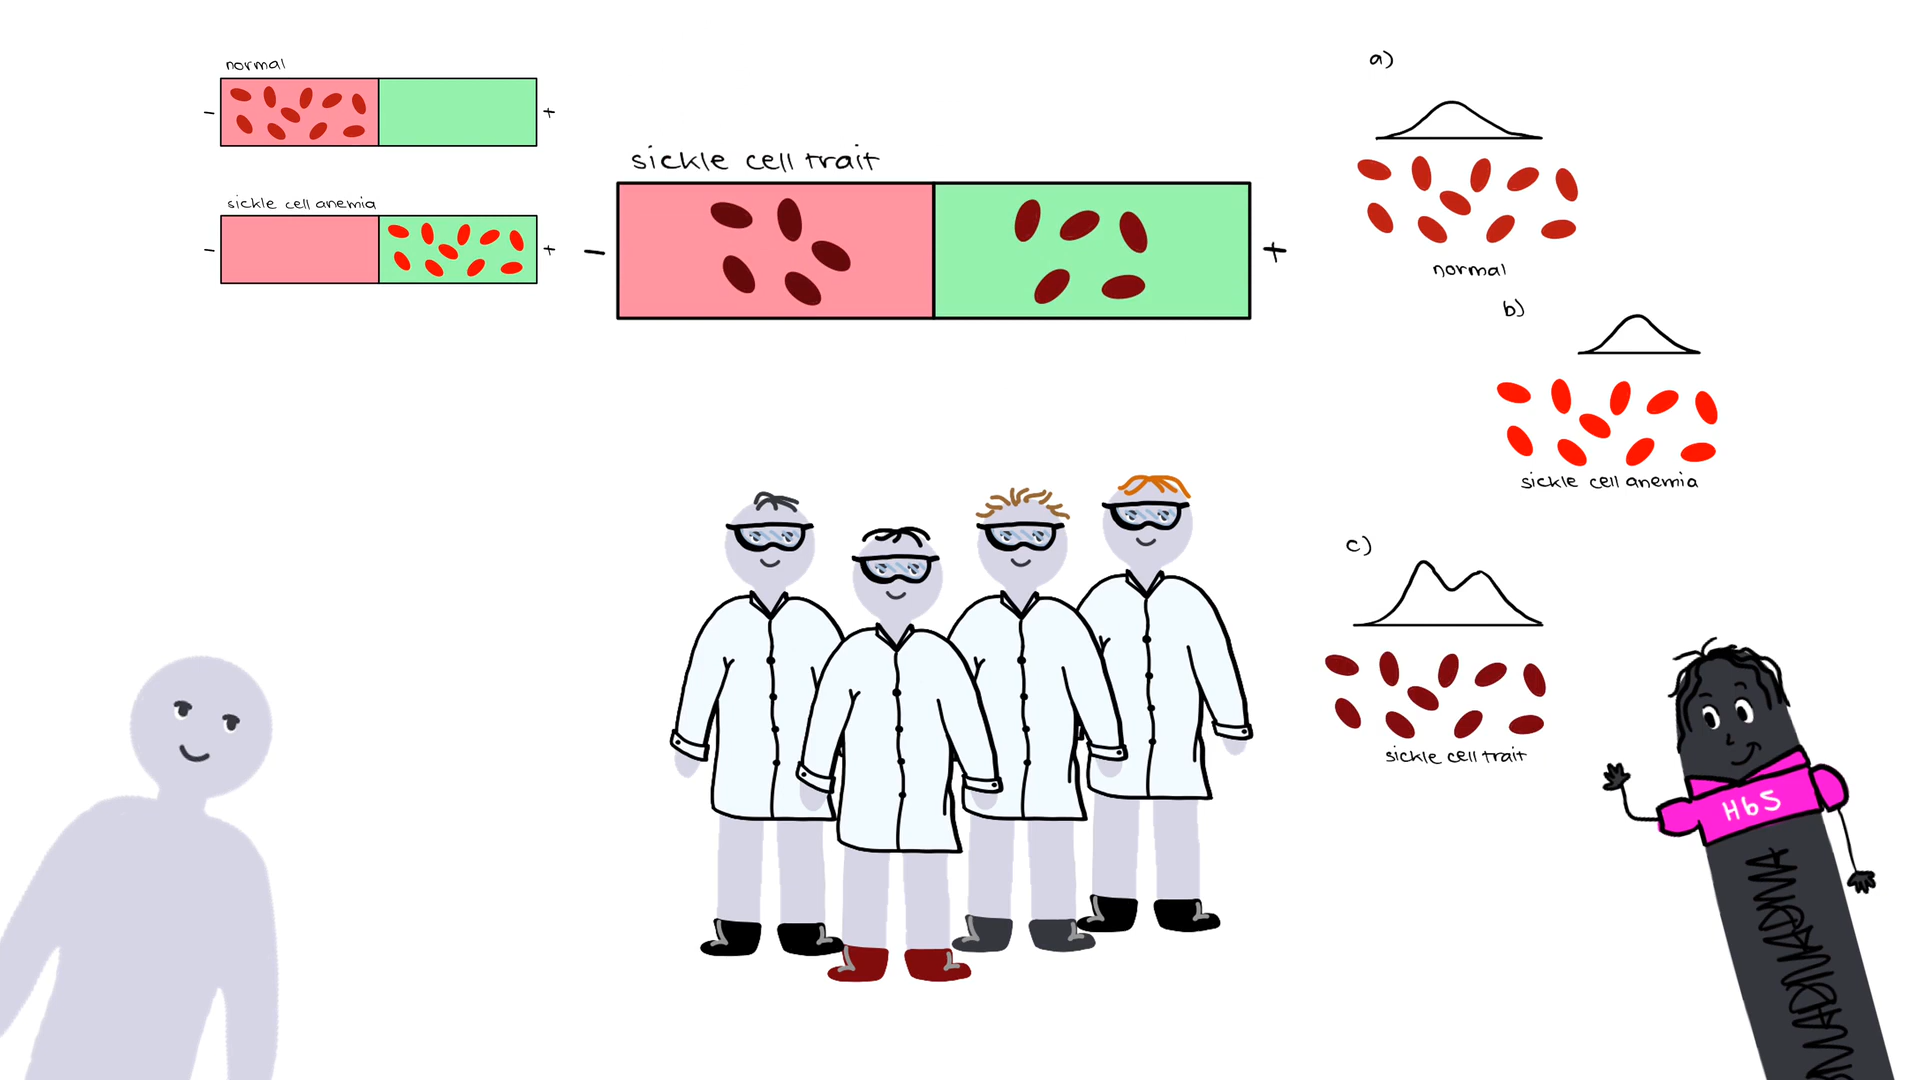 normal
- +
sickle cell anemia
- +
sickle cell trait
- +
a)
normal
b)
sickle cell anemia
c)
sickle cell trait
HbS